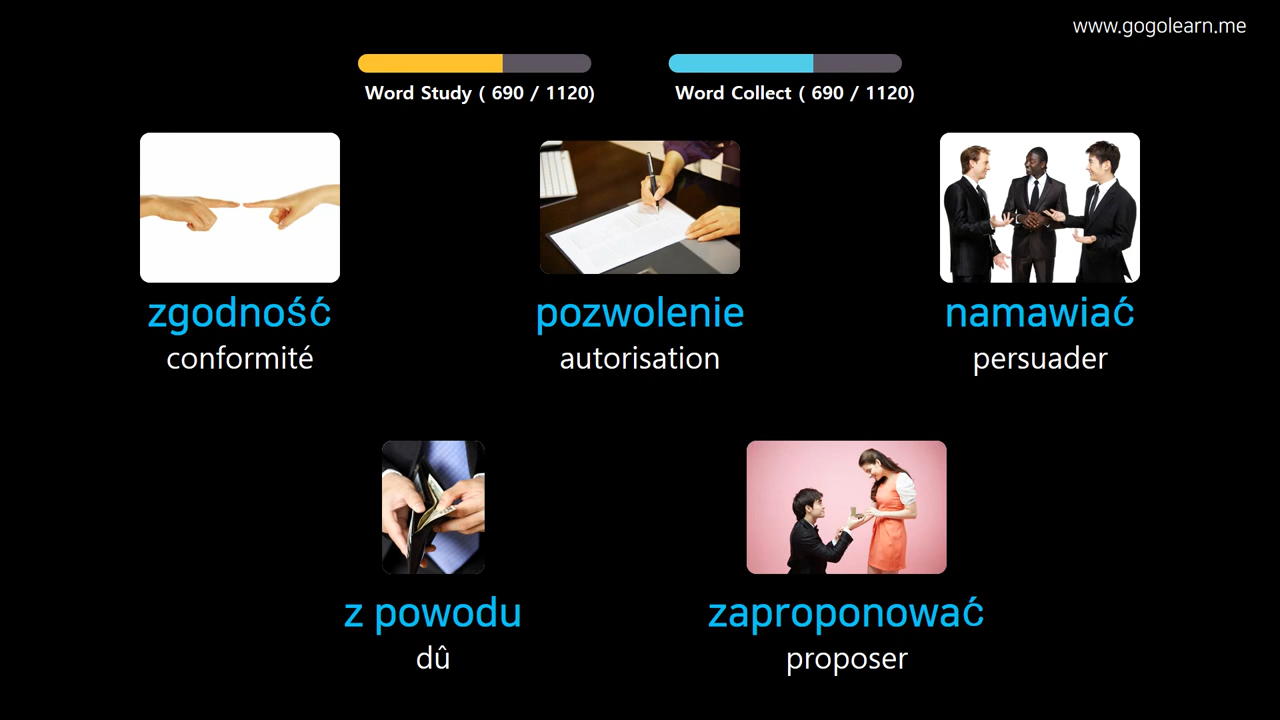 www.gogolearn.me
Word Study ( 690 / 1120)
Word Collect ( 690 / 1120)
zgodność
conformité
pozwolenie
autorisation
namawiać
persuader
z powodu
dû
zaproponować
proposer